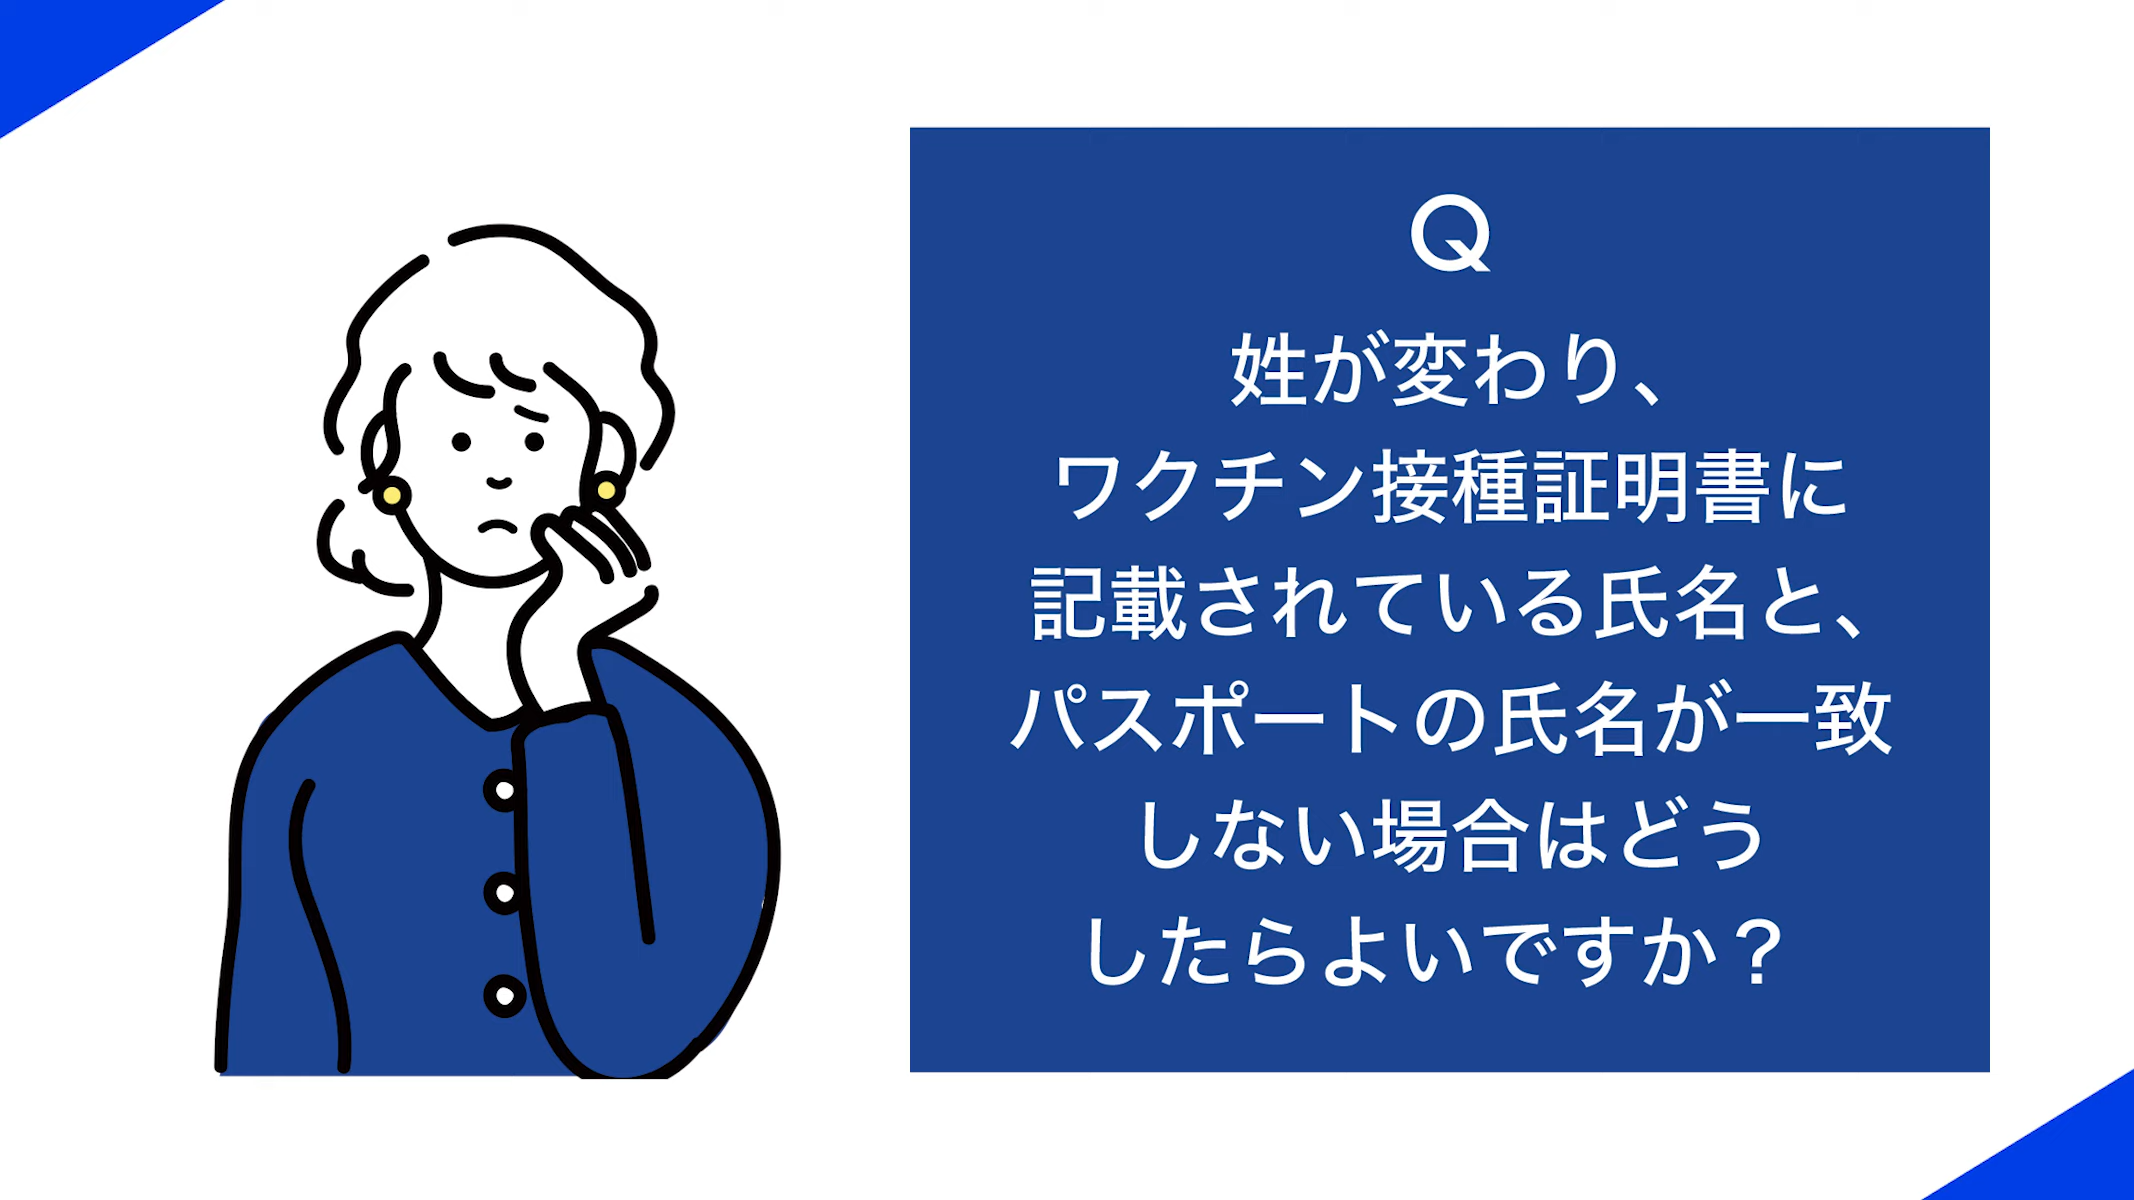 Q
姓が変わり、
ワクチン接種証明書に
記載されている氏名と、
パスポートの氏名が一致
しない場合はどう
したらよいですか？